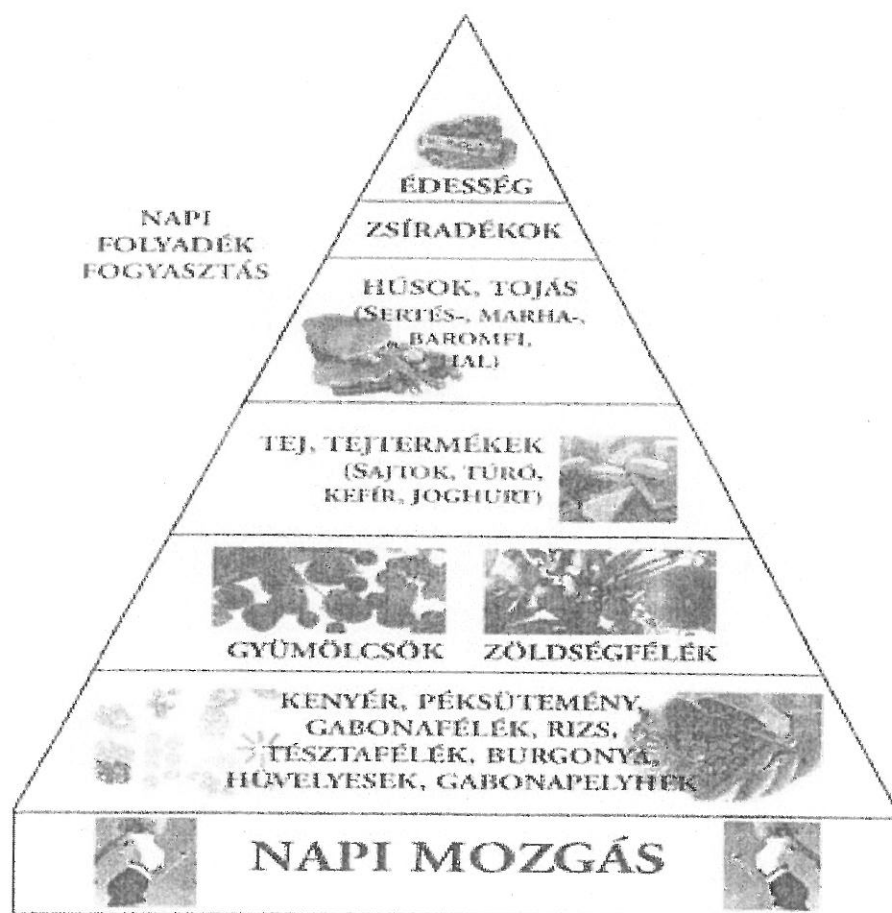 ÉDESSÉG
NAPI
FOLYADÉK
FOGYASZTÁS
ZSÍRADÉKOK
HÚSOK, TOJÁS
(SERTÉS-, MARHA-,
BAROMFI,
HAL)
TEJ, TEJTERMÉKEK
(SAJTOK, TÚRÓ,
KEFÍR, JOGHURT)
GYÜMÖLCSÖK ZÖLDSÉGFÉLÉK
KENYÉR, PÉKSÜTEMÉNY,
GABONAFÉLÉK, RIZS,
TÉSZTAFÉLÉK, BURGONYA,
HÜVELYESEK, GABONAPELYHEK
NAPI MOZGÁS